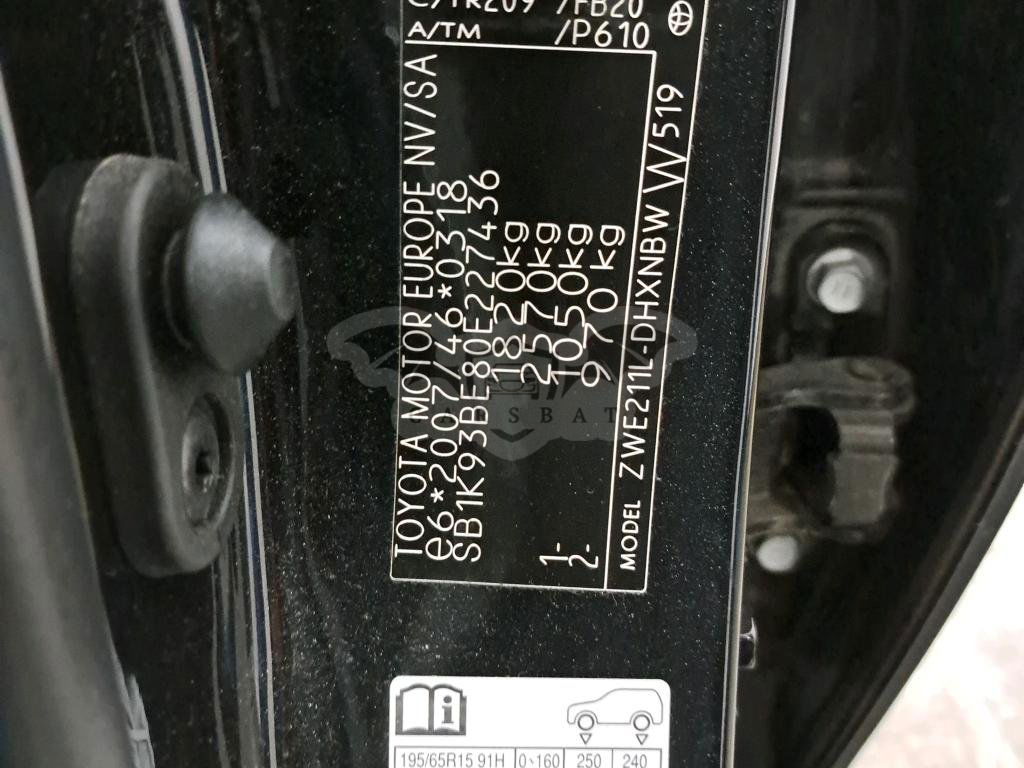 C/TR209 /FB20
A/TM /P610
TOYOTA MOTOR EUROPE NV/SA
e6*2007/46*0318
SB1K93BE80E227436
1820kg
2570kg
1- 1050kg
2- 970kg
MODEL ZWE211L-DHXNBW W519
CARSBAT
195/65R15 91H 0~160 250 240